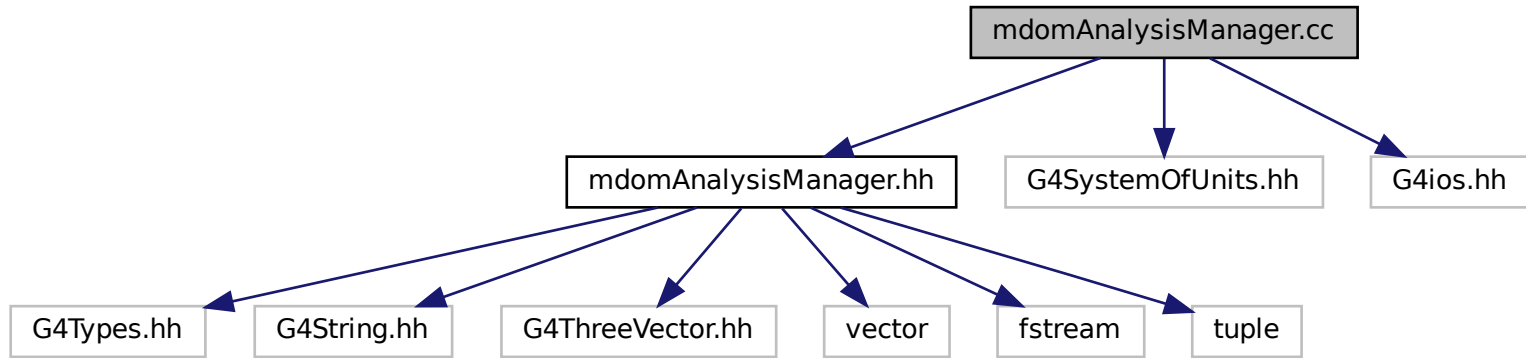 mdomAnalysisManager.cc
mdomAnalysisManager.hh
G4SystemOfUnits.hh
G4ios.hh
G4Types.hh
G4String.hh
G4ThreeVector.hh
vector
fstream
tuple